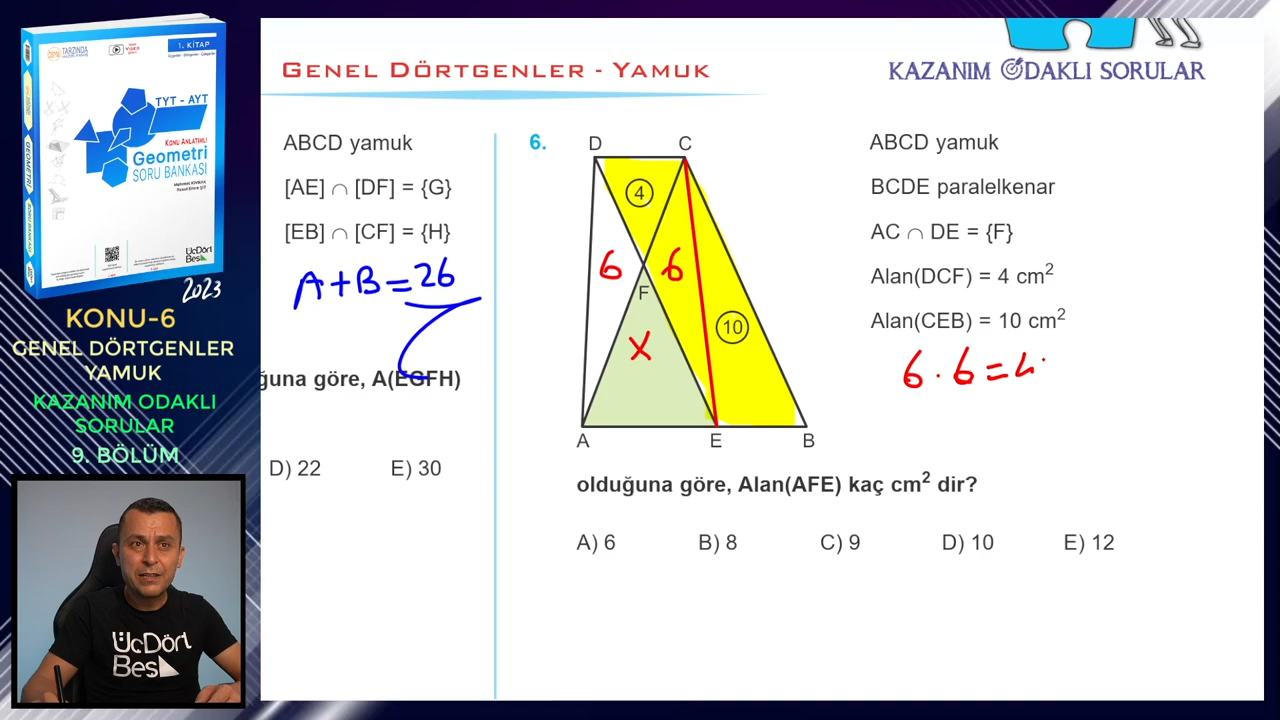 1. KİTAP
TARZINDA
TYT - AYT
KONU ANLATIMLI
Geometri
SORU BANKASI
ÜçDört
Beş
2023
KONU-6
GENEL DÖRTGENLER
YAMUK
KAZANIM ODAKLI
SORULAR
9. BÖLÜM
ÜçDört
Beş
GENEL DÖRTGENLER - YAMUK
KAZANIM ODAKLI SORULAR
ABCD yamuk
[AE] ∩ [DF] = {G}
[EB] ∩ [CF] = {H}
A+B=26
ğuna göre, A(EGFH)
D) 22 E) 30
6.
D C
4
6 6
F
x
10
A E B
ABCD yamuk
BCDE paralelkenar
AC ∩ DE = {F}
Alan(DCF) = 4 cm²
Alan(CEB) = 10 cm²
6 . 6 = 4.
olduğuna göre, Alan(AFE) kaç cm² dir?
A) 6 B) 8 C) 9 D) 10 E) 12